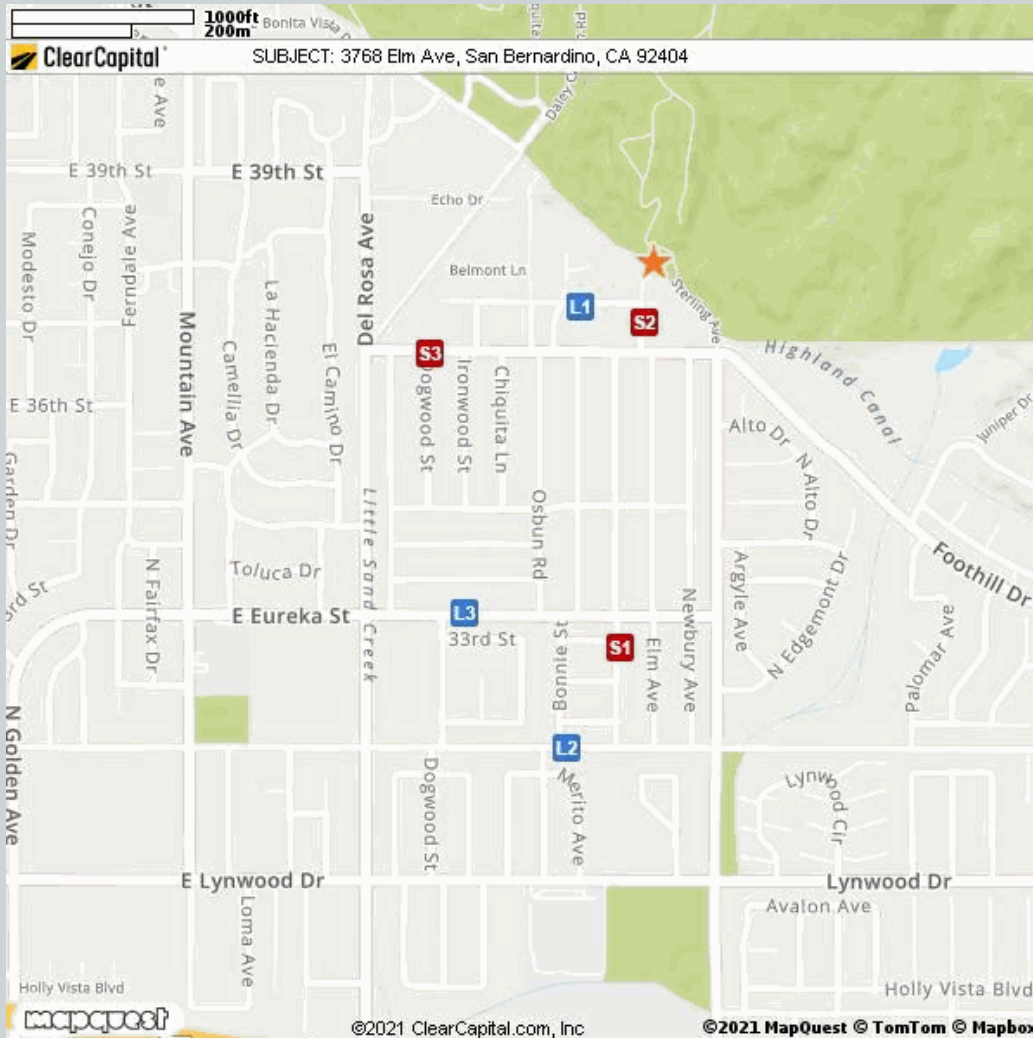 1000ft
200m
E Bonita Vista Dr
ClearCapital
SUBJECT: 3768 Elm Ave, San Bernardino, CA 92404
e Ave
Daley C
E 39th St
E 39th St
Conejo Dr
Ferndale Ave
Modesto Dr
Echo Dr
Del Rosa Ave
Belmont Ln
Sterling Ave
L1
S2
La Hacienda Dr
Mountain Ave
Camellia Dr
El Camino Dr
S3
Dogwood St
Ironwood St
Chiquita Ln
Highland Canal
E 36th St
Juniper Dr
Alto Dr
N Alto Dr
Garden Dr
Little Sand Creek
Osbun Rd
Foothill Dr
N Fairfax Dr
Toluca Dr
Argyle Ave
N Edgemont Dr
Palomar Ave
3rd St
E Eureka St
L3
33rd St
Newbury Ave
Bonnie St
S1
Elm Ave
N Golden Ave
L2
Dogwood St
Merito Ave
Lynwood Cir
E Lynwood Dr
Lynwood Dr
Loma Ave
Avalon Ave
Holly Vista Blvd
Holly Vista Blvd
mapquest
©2021 ClearCapital.com, Inc
©2021 MapQuest © TomTom © Mapbox